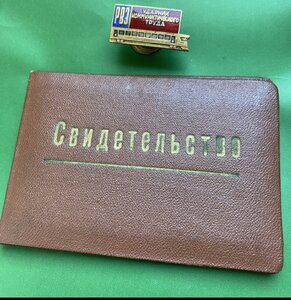 РВЗ
УДАРНИК
КОММУНИСТИЧЕСКОГО
ТРУДА
Свидетельство